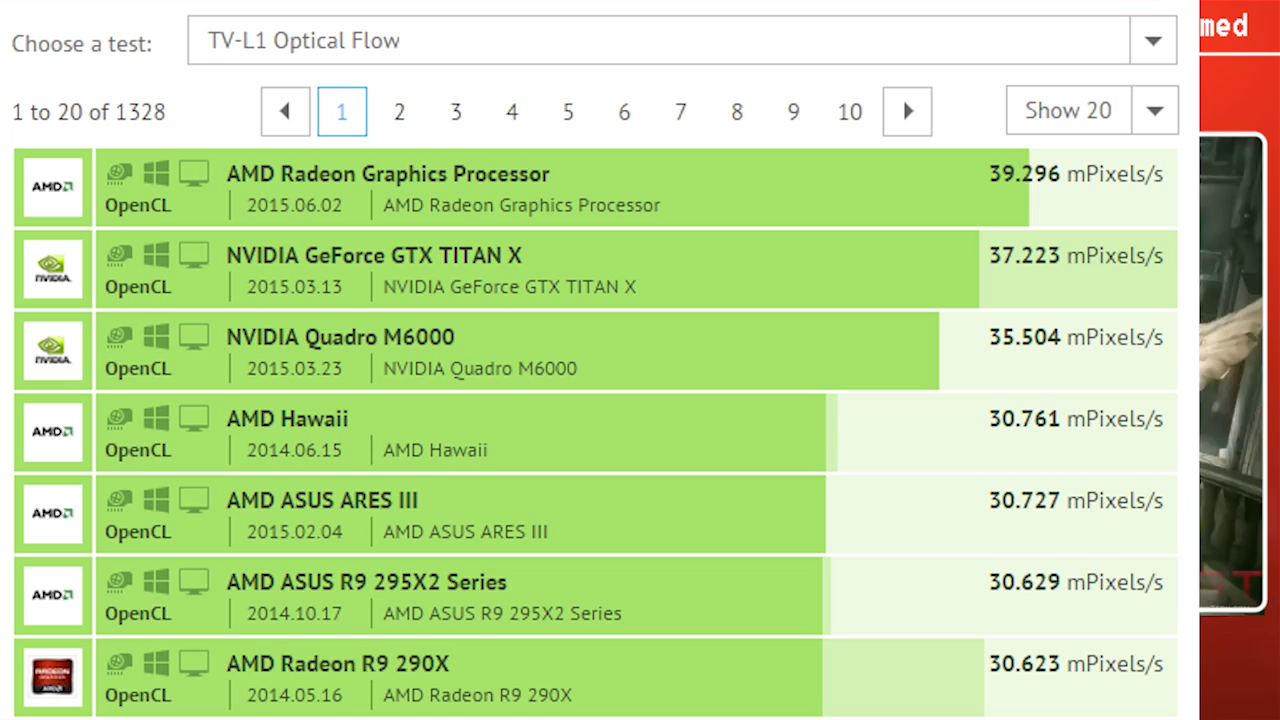 med
Choose a test:
TV-L1 Optical Flow
1 to 20 of 1328
1 2 3 4 5 6 7 8 9 10
Show 20
AMD
AMD Radeon Graphics Processor
39.296 mPixels/s
OpenCL
2015.06.02
AMD Radeon Graphics Processor
NVIDIA
NVIDIA GeForce GTX TITAN X
37.223 mPixels/s
OpenCL
2015.03.13
NVIDIA GeForce GTX TITAN X
NVIDIA
NVIDIA Quadro M6000
35.504 mPixels/s
OpenCL
2015.03.23
NVIDIA Quadro M6000
AMD
AMD Hawaii
30.761 mPixels/s
OpenCL
2014.06.15
AMD Hawaii
AMD
AMD ASUS ARES III
30.727 mPixels/s
OpenCL
2015.02.04
AMD ASUS ARES III
AMD
AMD ASUS R9 295X2 Series
30.629 mPixels/s
OpenCL
2014.10.17
AMD ASUS R9 295X2 Series
RADEON
AMD
AMD Radeon R9 290X
30.623 mPixels/s
OpenCL
2014.05.16
AMD Radeon R9 290X